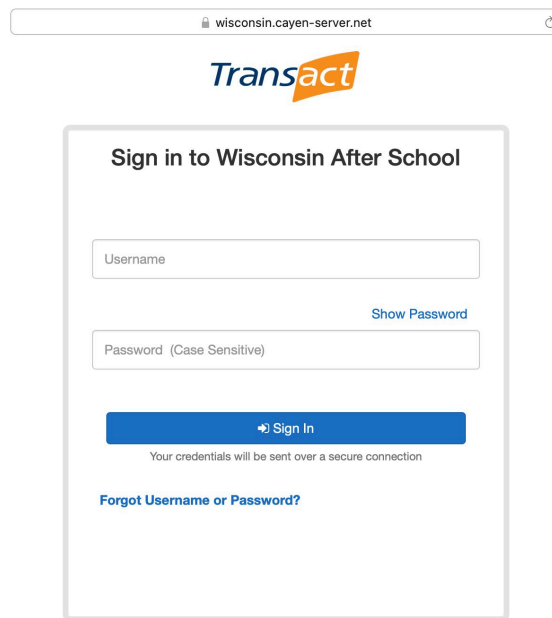 wisconsin.cayen-server.net
Transact
Sign in to Wisconsin After School
Username
Show Password
Password (Case Sensitive)
Sign In
Your credentials will be sent over a secure connection
Forgot Username or Password?